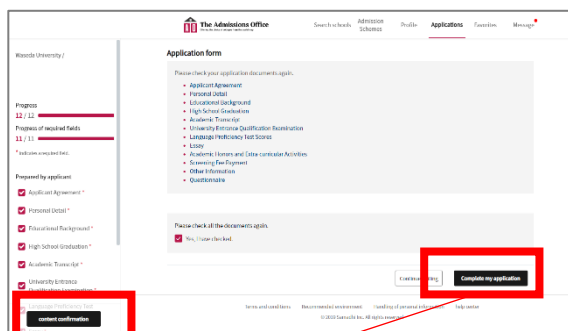 The Admissions Office
Search schools
Admission
Schemes
Profile
Applications
Favorites
Message
Waseda University /
Progress
12 / 12
Progress of required fields
11 / 11
* indicates a required field.
Prepared by applicant
Applicant Agreement *
Personal Detail *
Educational Background *
High School Graduation *
Academic Transcript *
University Entrance
Qualification Examination *
Language Proficiency Test
content confirmation
Application form
Please check your application documents again.
• Applicant Agreement
• Personal Detail
• Educational Background
• High School Graduation
• Academic Transcript
• University Entrance Qualification Examination
• Language Proficiency Test Scores
• Essay
• Academic Honors and Extra-curricular Activities
• Screening Fee Payment
• Other Information
• Questionnaire
Please check all the documents again.
Yes, I have checked.
Complete my application
Terms and conditions
Recommended environment
Handling of personal information
help center